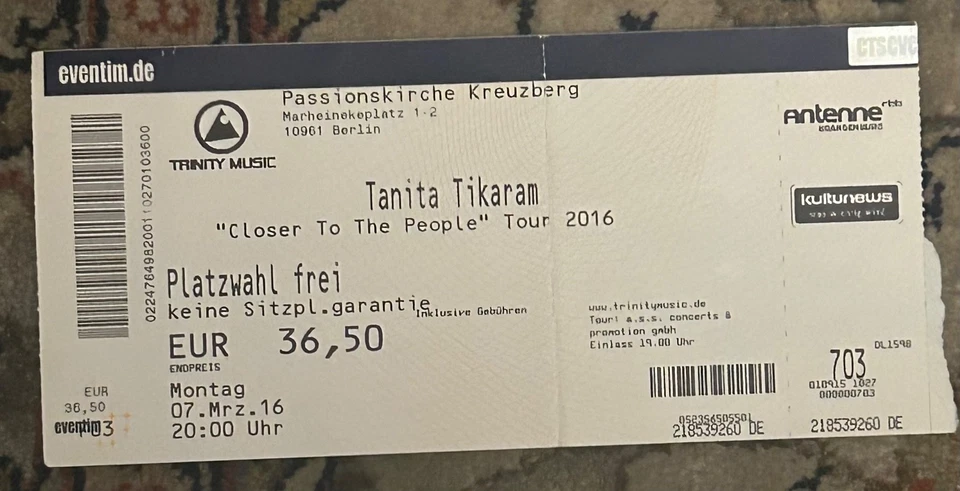 eventim.de
CTSCVC
Passionskirche Kreuzberg
Marheinekeplatz 1-2
10961 Berlin
TRINITY MUSIC
Antenne rbb
BRANDENBURG
Tanita Tikaram
"Closer To The People" Tour 2016
kulturnews
Platzwahl frei
keine Sitzpl.garantie
Inklusive Gebühren
EUR 36,50
ENDPREIS
Montag
07.Mrz.16
20:00 Uhr
www.trinitymusic.de
Tour: a.s.s. concerts &
promotion gmbh
Einlass 19.00 Uhr
218539260 DE
DL1598
703
010915 1027
000000703
218539260 DE
EUR
36,50
eventim